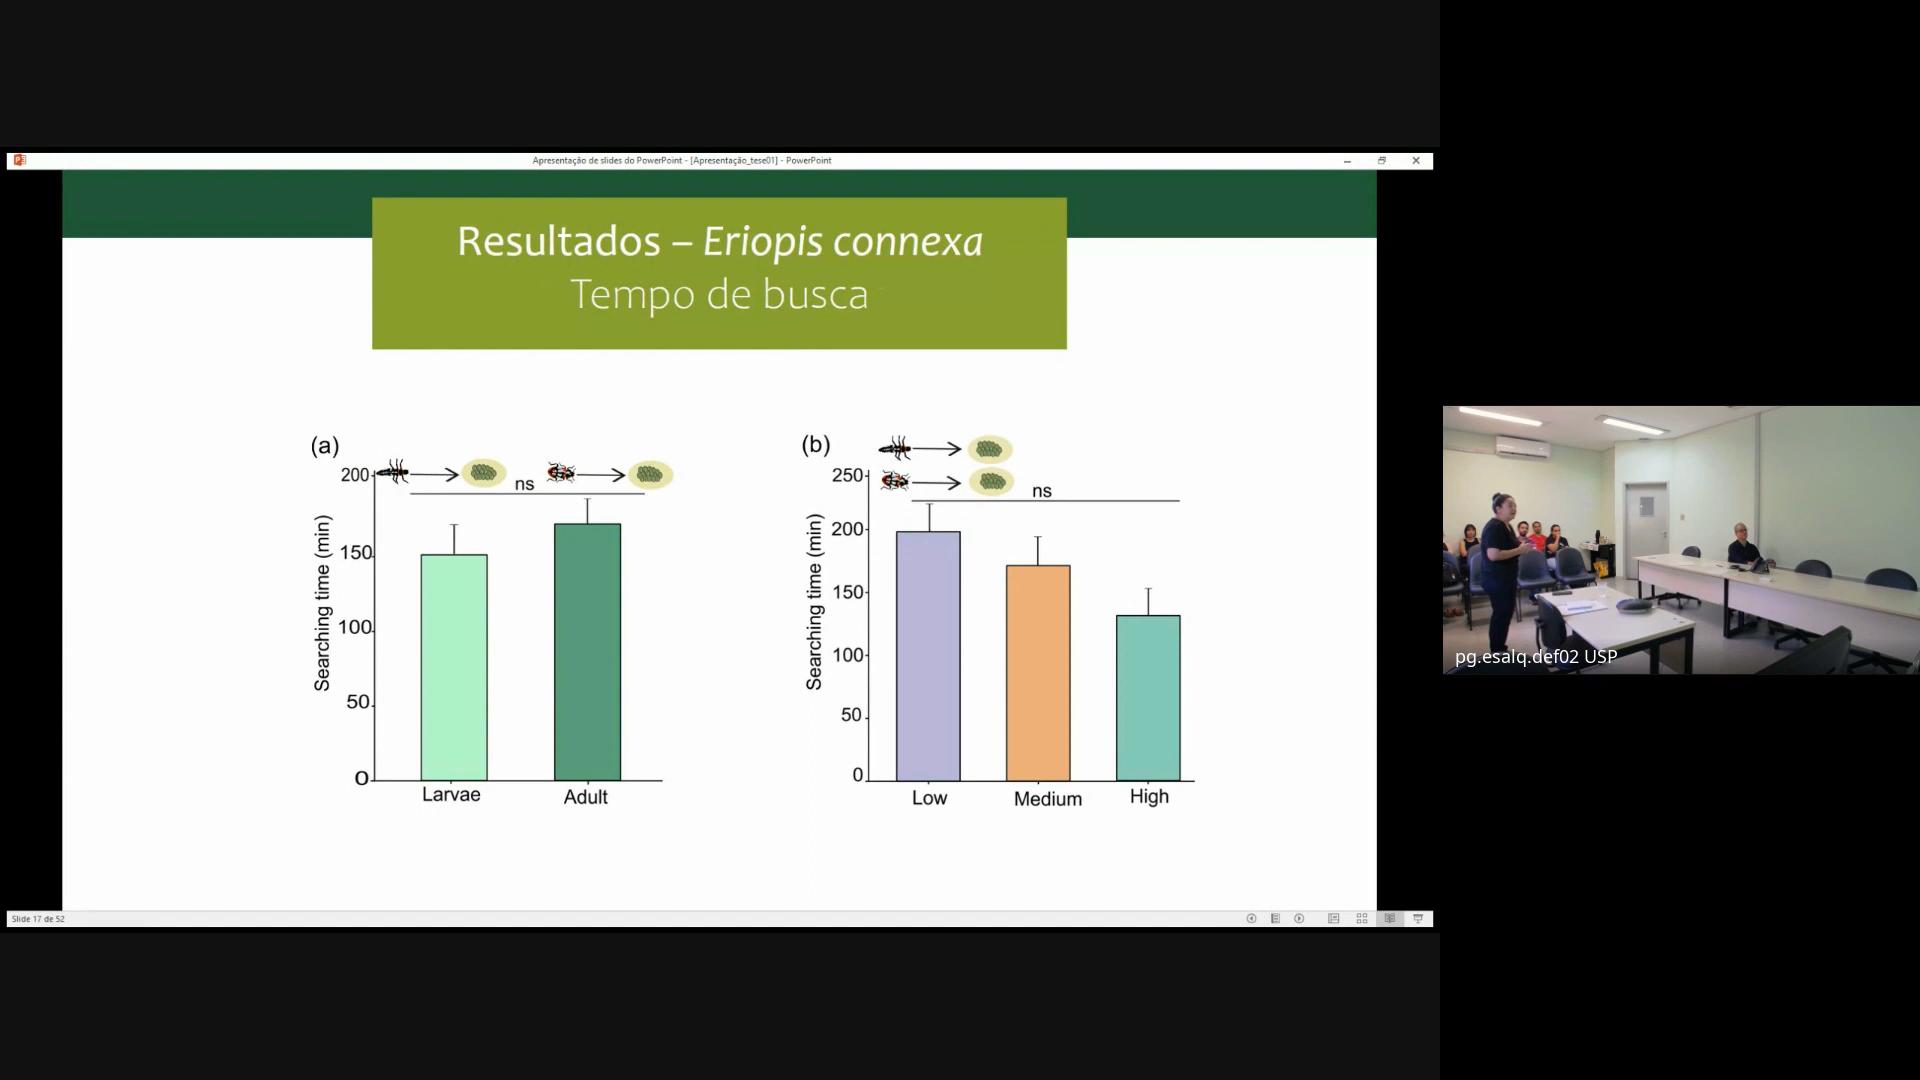 Apresentação de slides do PowerPoint - [Apresentação_tese01] - PowerPoint
Resultados – Eriopis connexa
Tempo de busca
(a)
200
150
100
50
0
Searching time (min)
ns
Larvae
Adult
(b)
250
200
150
100
50
0
Searching time (min)
ns
Low
Medium
High
pg.esalq.def02 USP
Slide 17 de 52